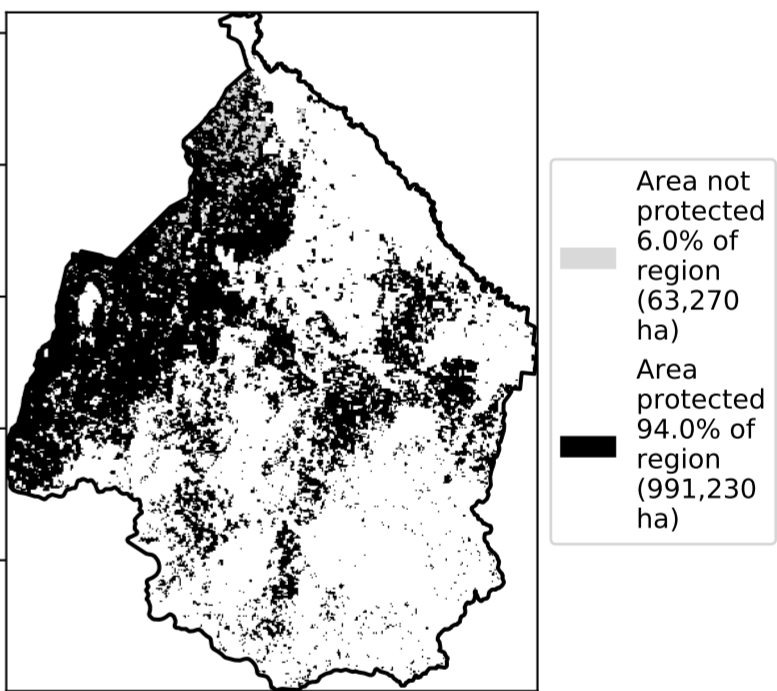 Area not
protected
6.0% of
region
(63,270
ha)
Area
protected
94.0% of
region
(991,230
ha)